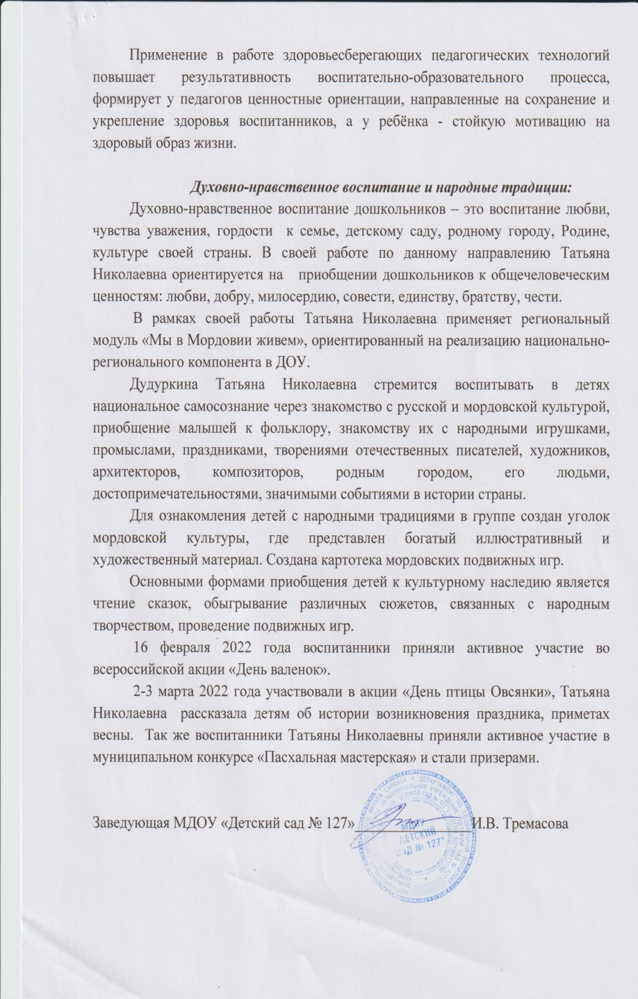 Применение в работе здоровьесберегающих педагогических технологий
повышает результативность воспитательно-образовательного процесса,
формирует у педагогов ценностные ориентации, направленные на сохранение и
укрепление здоровья воспитанников, а у ребёнка - стойкую мотивацию на
здоровый образ жизни.
Духовно-нравственное воспитание и народные традиции:
Духовно-нравственное воспитание дошкольников – это воспитание любви,
чувства уважения, гордости к семье, детскому саду, родному городу, Родине,
культуре своей страны. В своей работе по данному направлению Татьяна
Николаевна ориентируется на приобщении дошкольников к общечеловеческим
ценностям: любви, добру, милосердию, совести, единству, братству, чести.
В рамках своей работы Татьяна Николаевна применяет региональный
модуль «Мы в Мордовии живем», ориентированный на реализацию национально-
регионального компонента в ДОУ.
Дудуркина Татьяна Николаевна стремится воспитывать в детях
национальное самосознание через знакомство с русской и мордовской культурой,
приобщение малышей к фольклору, знакомству их с народными игрушками,
промыслами, праздниками, творениями отечественных писателей, художников,
архитекторов, композиторов, родным городом, его людьми,
достопримечательностями, значимыми событиями в истории страны.
Для ознакомления детей с народными традициями в группе создан уголок
мордовской культуры, где представлен богатый иллюстративный и
художественный материал. Создана картотека мордовских подвижных игр.
Основными формами приобщения детей к культурному наследию является
чтение сказок, обыгрывание различных сюжетов, связанных с народным
творчеством, проведение подвижных игр.
16 февраля 2022 года воспитанники приняли активное участие во
всероссийской акции «День валенок».
2-3 марта 2022 года участвовали в акции «День птицы Овсянки», Татьяна
Николаевна рассказала детям об истории возникновения праздника, приметах
весны. Так же воспитанники Татьяны Николаевны приняли активное участие в
муниципальном конкурсе «Пасхальная мастерская» и стали призерами.
Заведующая МДОУ «Детский сад № 127» И.В. Тремасова
МДОУ
ДЕТСКИЙ
САД № 127"